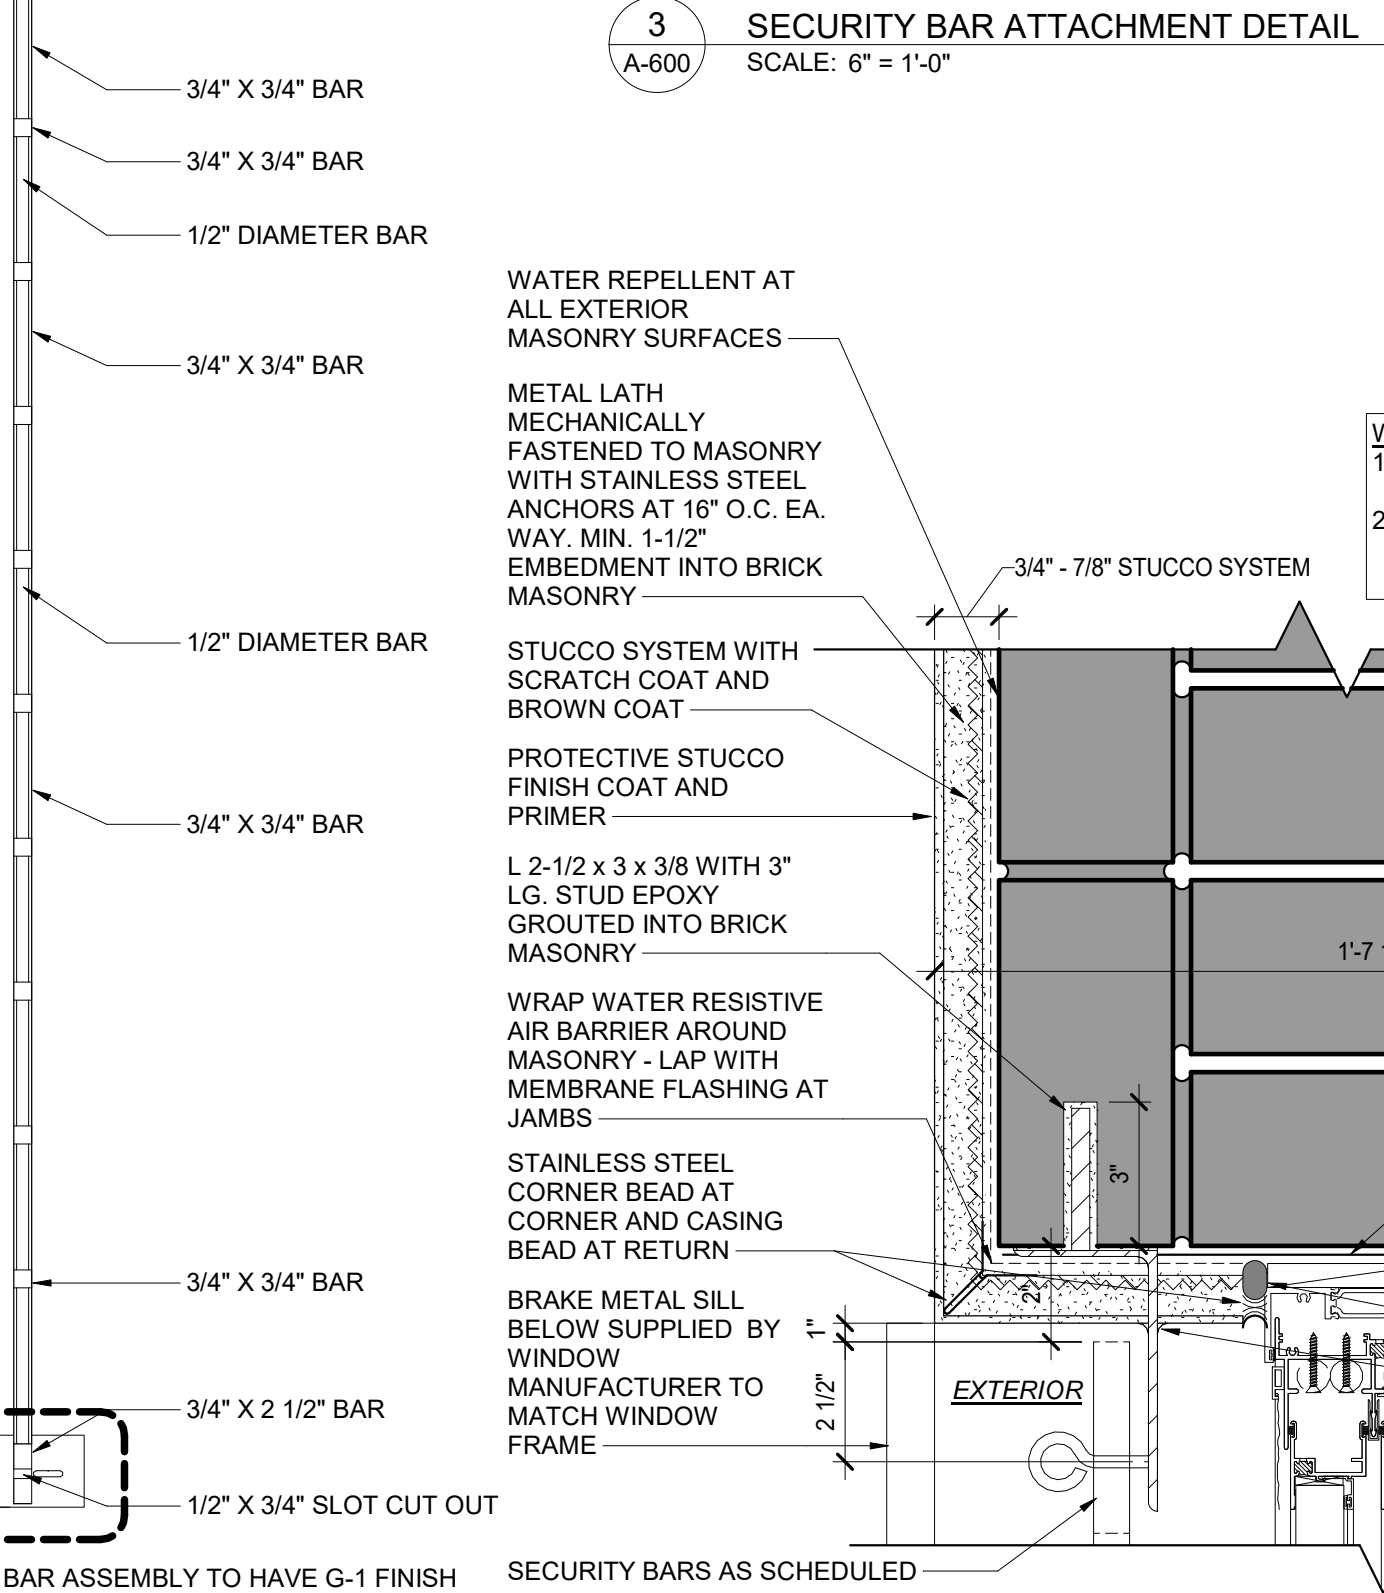 3
A-600
SECURITY BAR ATTACHMENT DETAIL
SCALE: 6" = 1'-0"
3/4" X 3/4" BAR
3/4" X 3/4" BAR
1/2" DIAMETER BAR
3/4" X 3/4" BAR
1/2" DIAMETER BAR
3/4" X 3/4" BAR
3/4" X 3/4" BAR
3/4" X 2 1/2" BAR
1/2" X 3/4" SLOT CUT OUT
BAR ASSEMBLY TO HAVE G-1 FINISH
WATER REPELLENT AT
ALL EXTERIOR
MASONRY SURFACES
METAL LATH
MECHANICALLY
FASTENED TO MASONRY
WITH STAINLESS STEEL
ANCHORS AT 16" O.C. EA.
WAY. MIN. 1-1/2"
EMBEDMENT INTO BRICK
MASONRY
STUCCO SYSTEM WITH
SCRATCH COAT AND
BROWN COAT
PROTECTIVE STUCCO
FINISH COAT AND
PRIMER
L 2-1/2 x 3 x 3/8 WITH 3"
LG. STUD EPOXY
GROUTED INTO BRICK
MASONRY
WRAP WATER RESISTIVE
AIR BARRIER AROUND
MASONRY - LAP WITH
MEMBRANE FLASHING AT
JAMBS
STAINLESS STEEL
CORNER BEAD AT
CORNER AND CASING
BEAD AT RETURN
BRAKE METAL SILL
BELOW SUPPLIED BY
WINDOW
MANUFACTURER TO
MATCH WINDOW
FRAME
SECURITY BARS AS SCHEDULED
3/4" - 7/8" STUCCO SYSTEM
1
2
1'-7
3"
2"
1"
2 1/2"
EXTERIOR